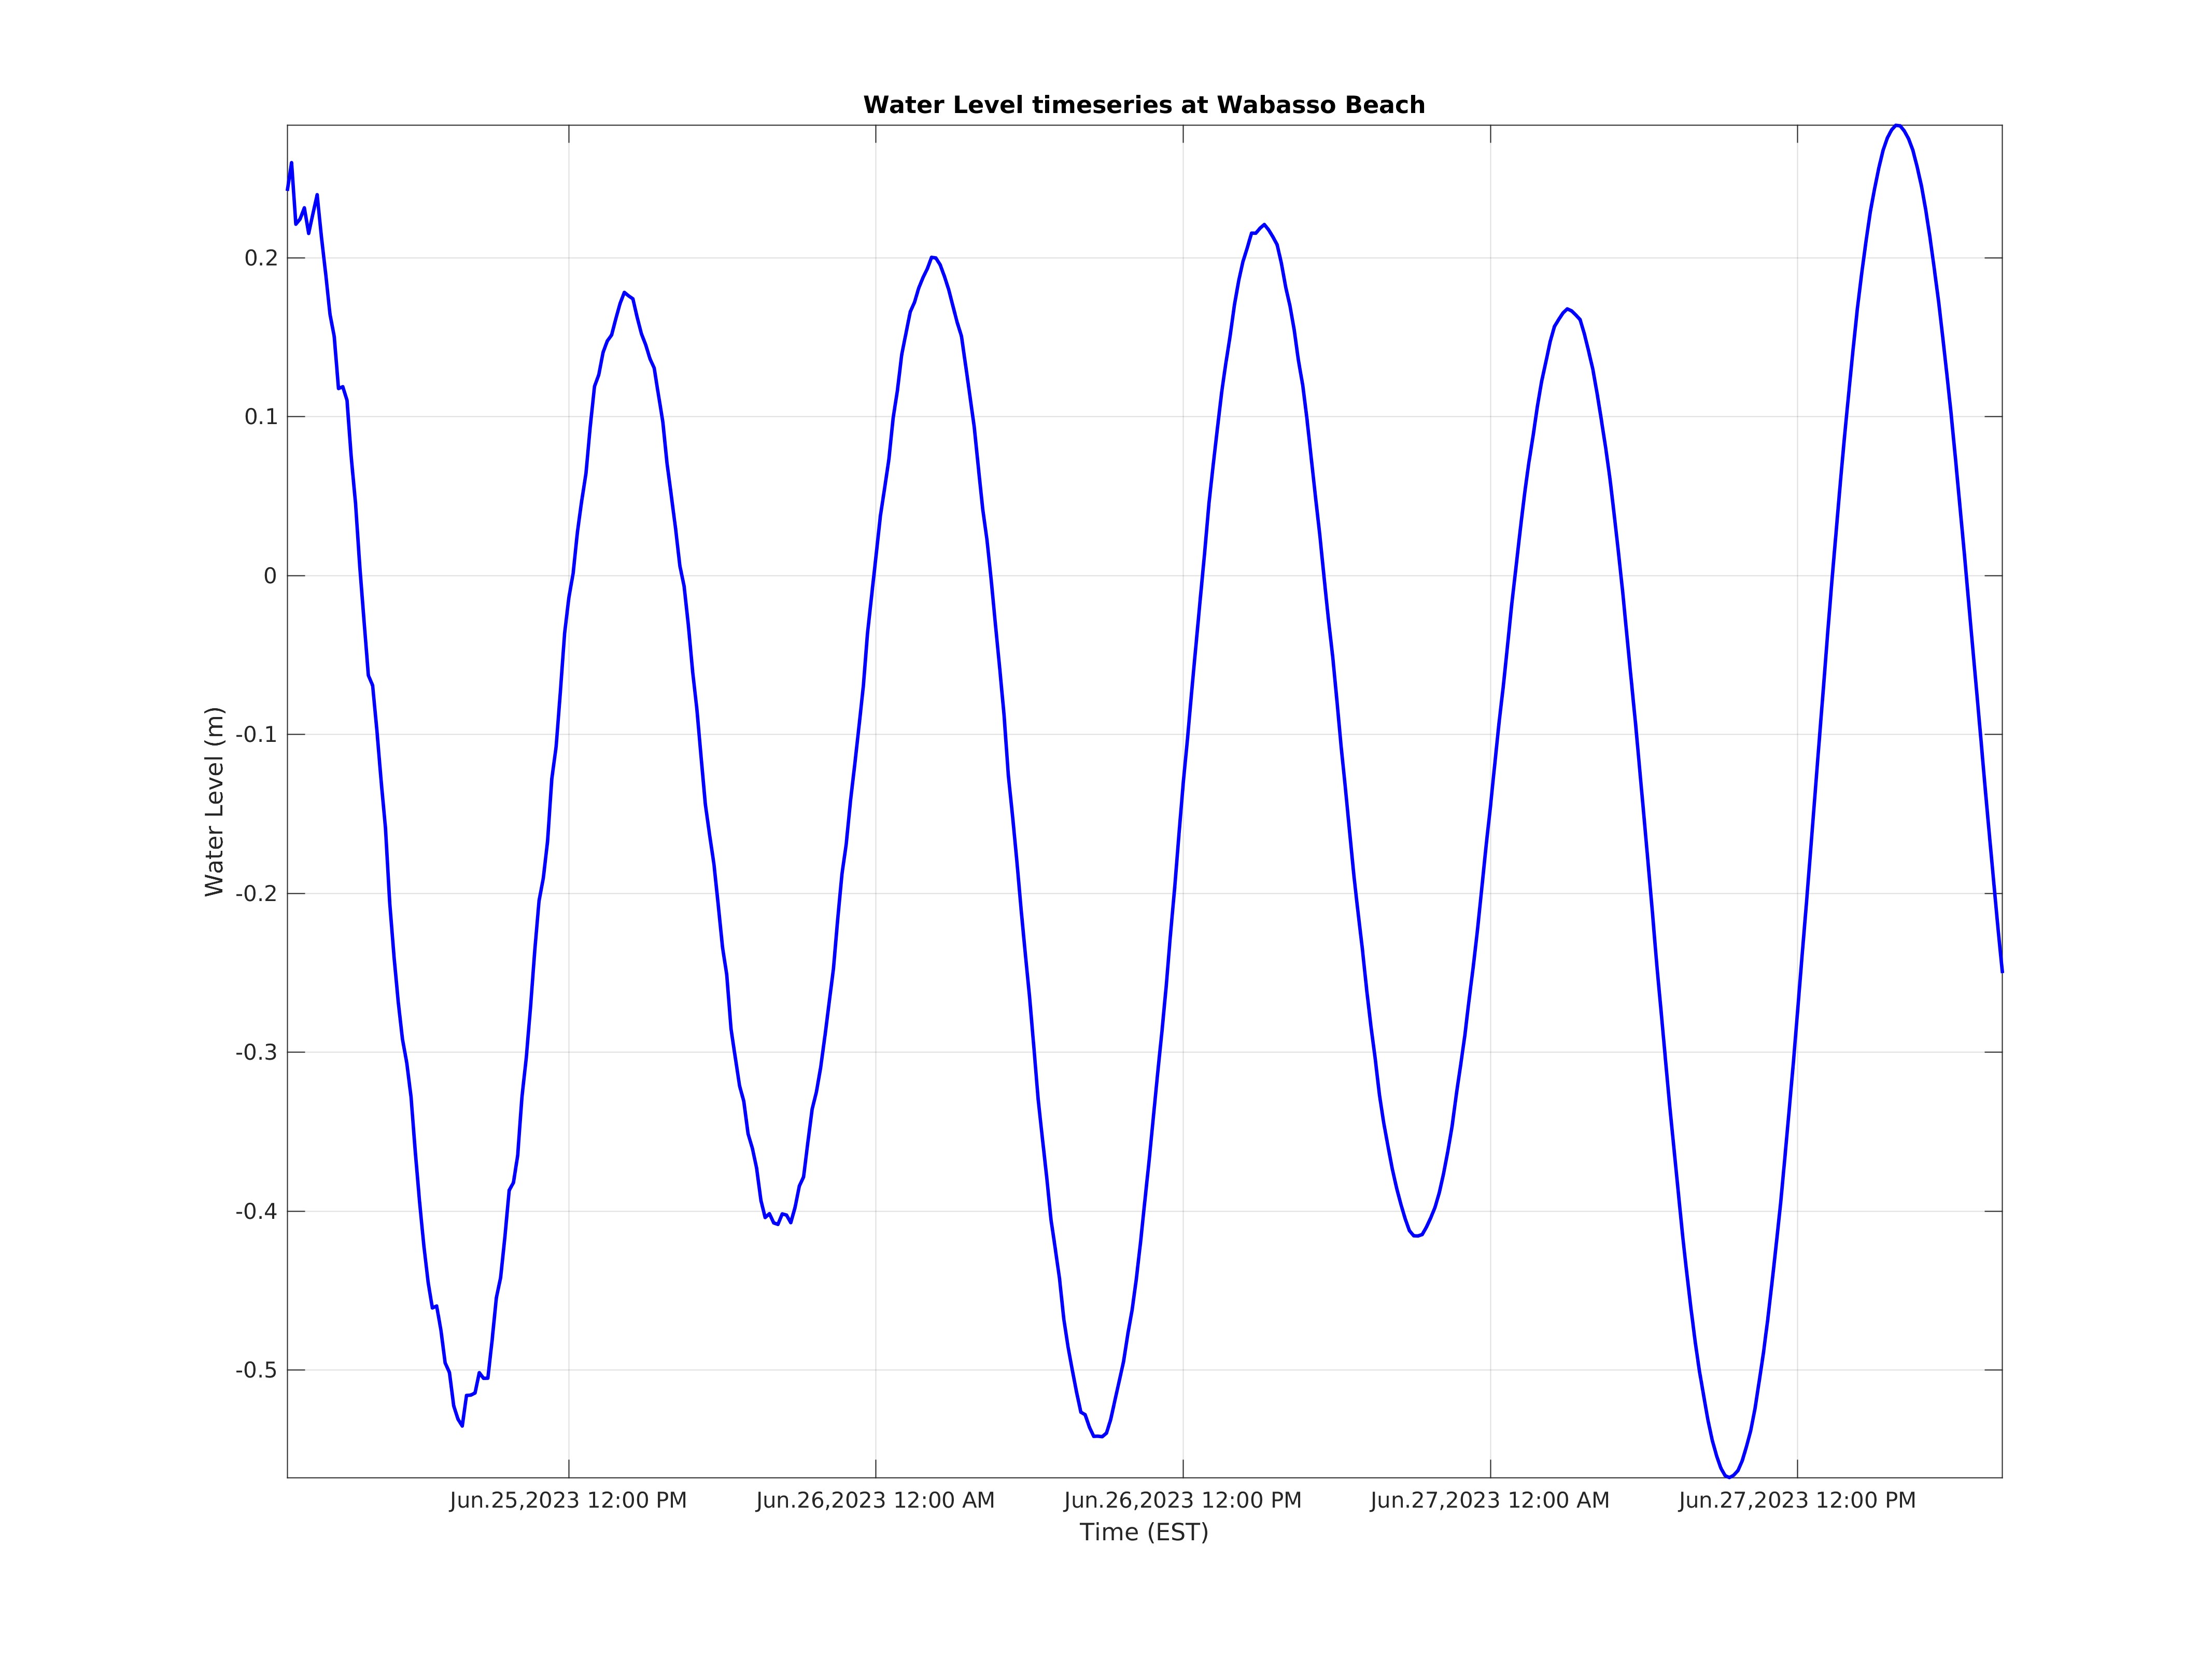 Water Level timeseries at Wabasso Beach
0.2
0.1
0
-0.1
-0.2
-0.3
-0.4
-0.5
Water Level (m)
Jun.25,2023 12:00 PM
Jun.26,2023 12:00 AM
Jun.26,2023 12:00 PM
Jun.27,2023 12:00 AM
Jun.27,2023 12:00 PM
Time (EST)